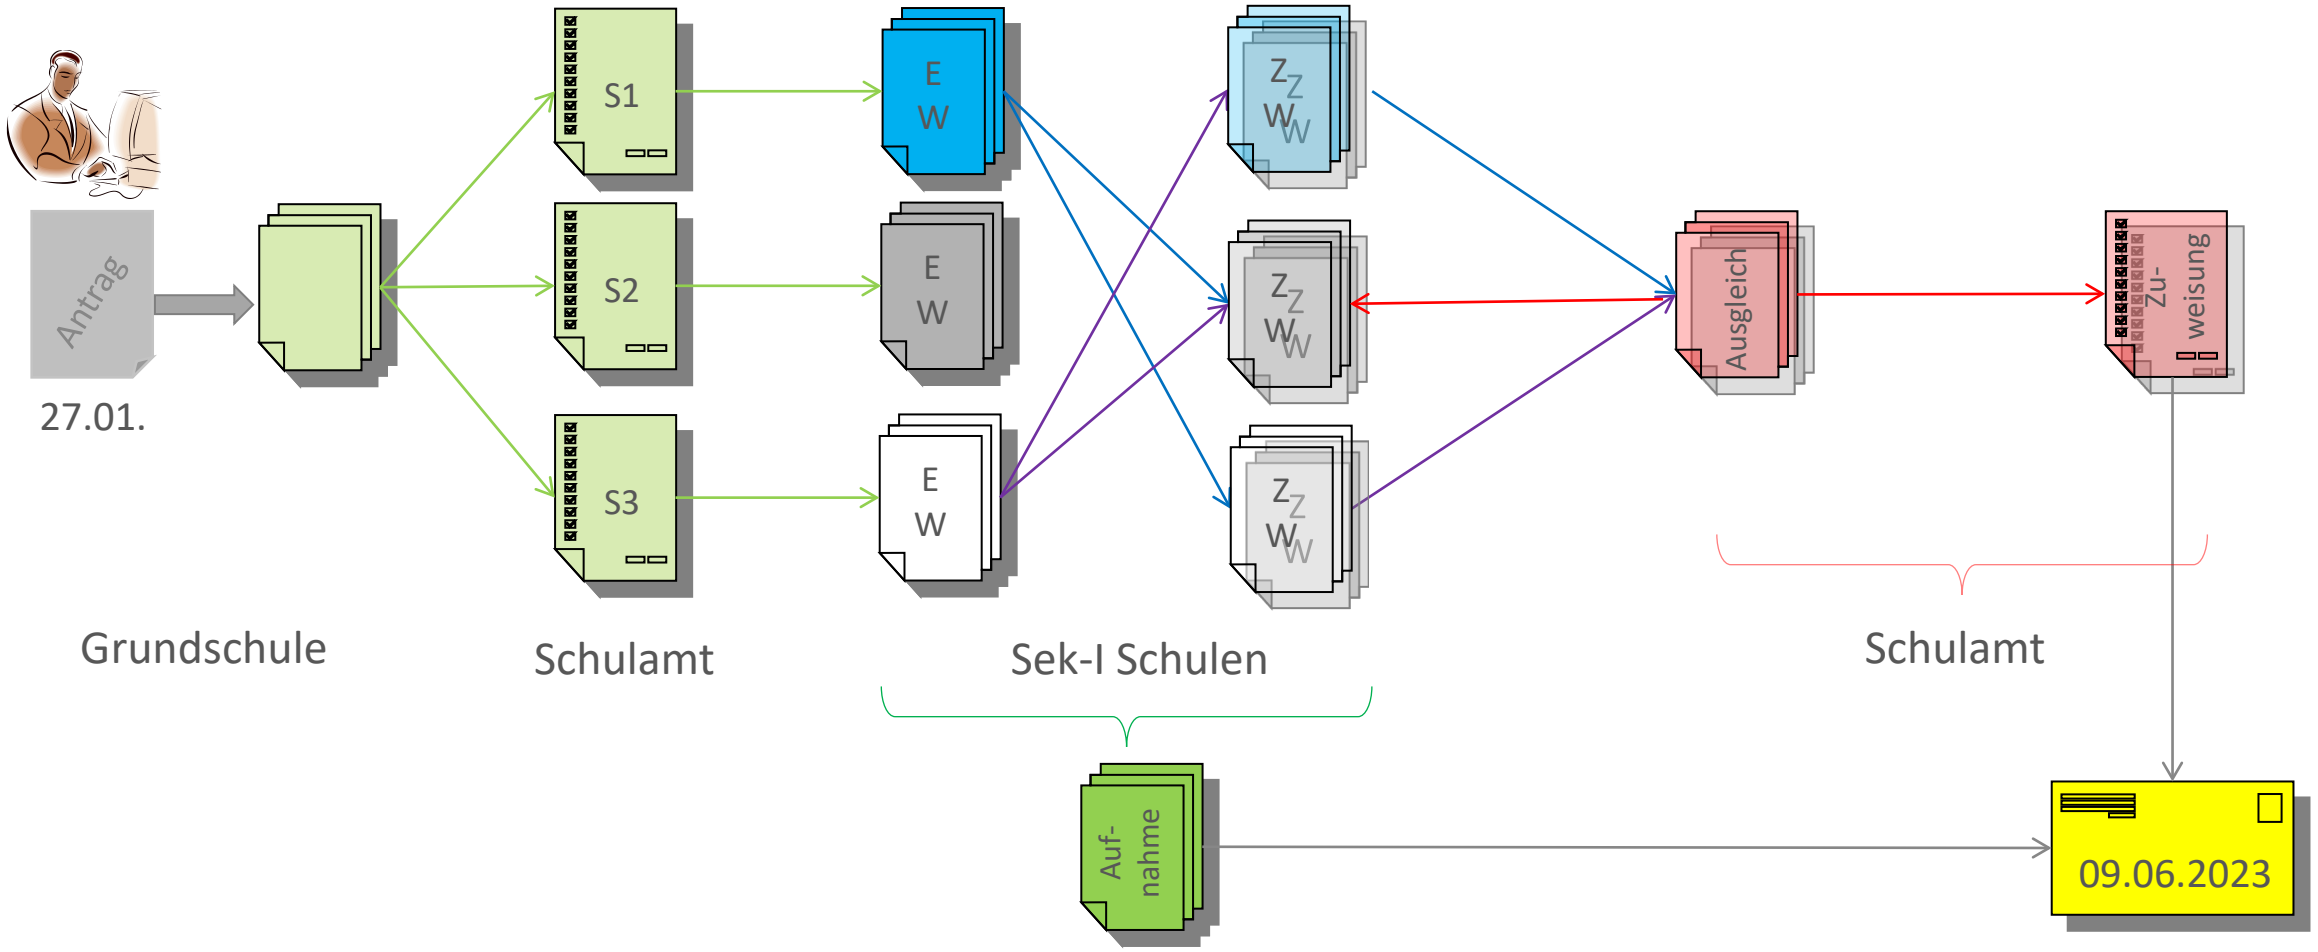 Antrag
27.01.
Grundschule
S1
S2
S3
Schulamt
E
W
E
W
E
W
Z
Z
W
W
Z
Z
W
W
Z
Z
W
W
Sek-I Schulen
Auf-
nahme
Ausgleich
Zu-
weisung
Schulamt
09.06.2023